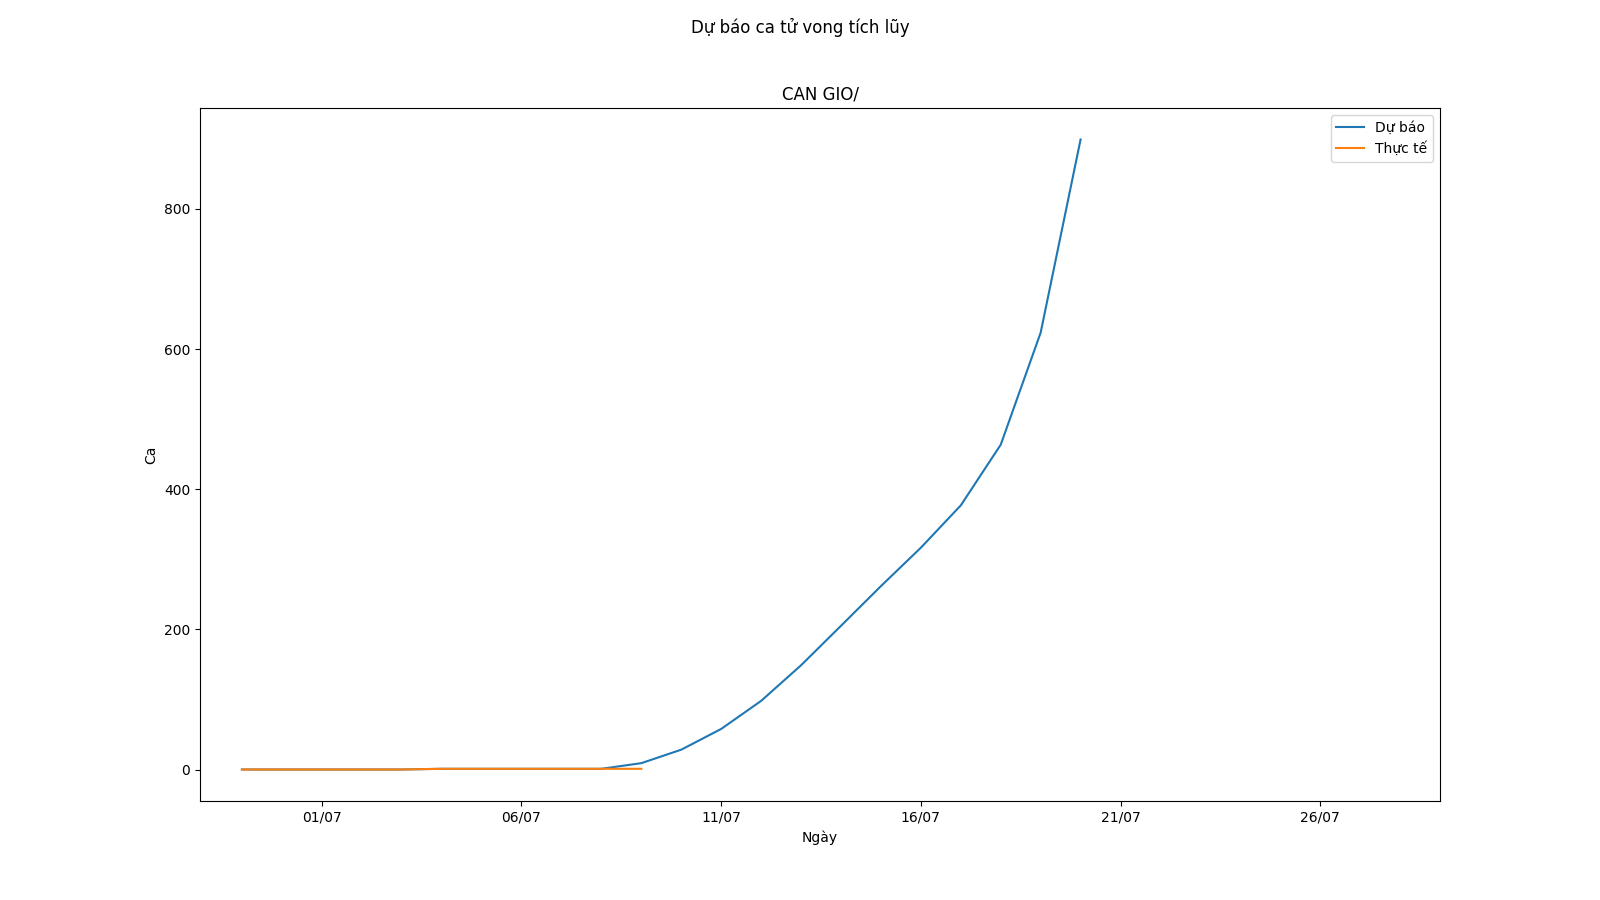 Dự báo ca tử vong tích lũy
CAN GIO/
Dự báo
Thực tế
800
600
400
200
0
Ca
01/07 06/07 11/07 16/07 21/07 26/07
Ngày